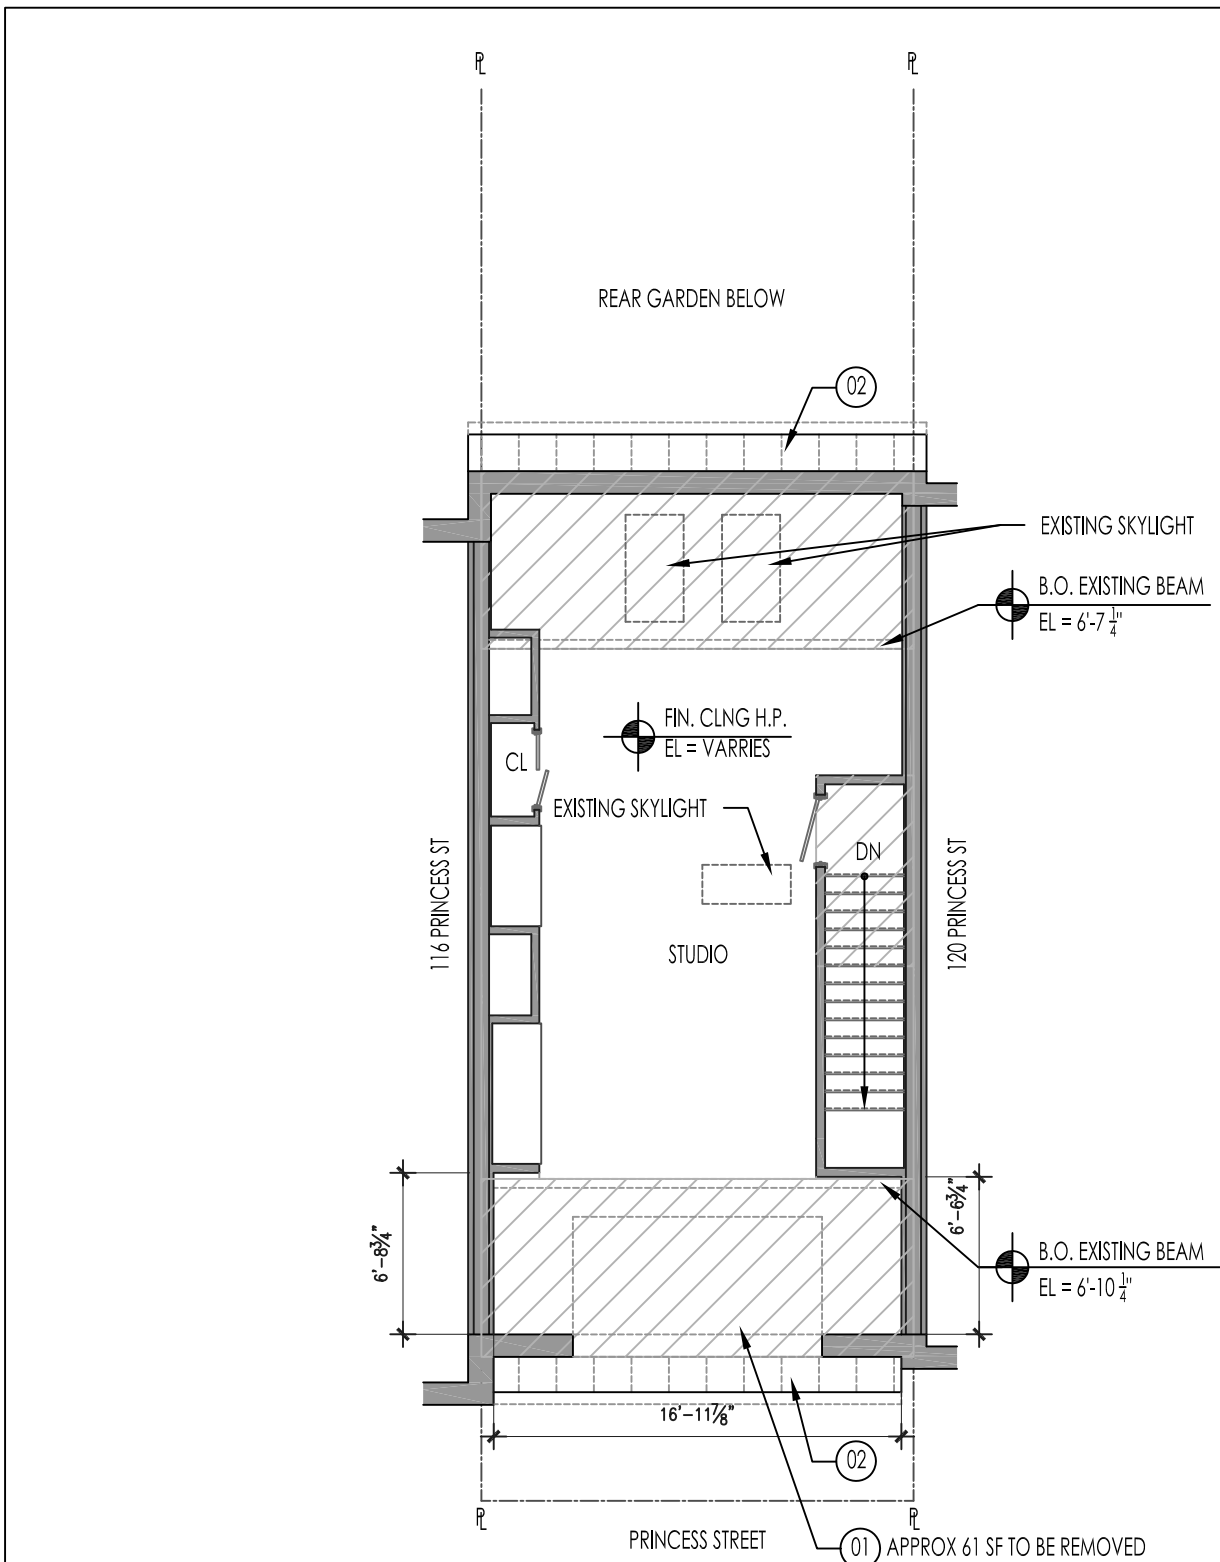 PL PL
REAR GARDEN BELOW
02
EXISTING SKYLIGHT
B.O. EXISTING BEAM
EL = 6'-7 1/4"
FIN. CLNG H.P.
EL = VARRIES
CL
EXISTING SKYLIGHT
DN
116 PRINCESS ST
120 PRINCESS ST
STUDIO
6'-8¾"
6'-6¾"
B.O. EXISTING BEAM
EL = 6'-10 1/4"
16'-11⅞"
02
PL PL
PRINCESS STREET
01 APPROX 61 SF TO BE REMOVED